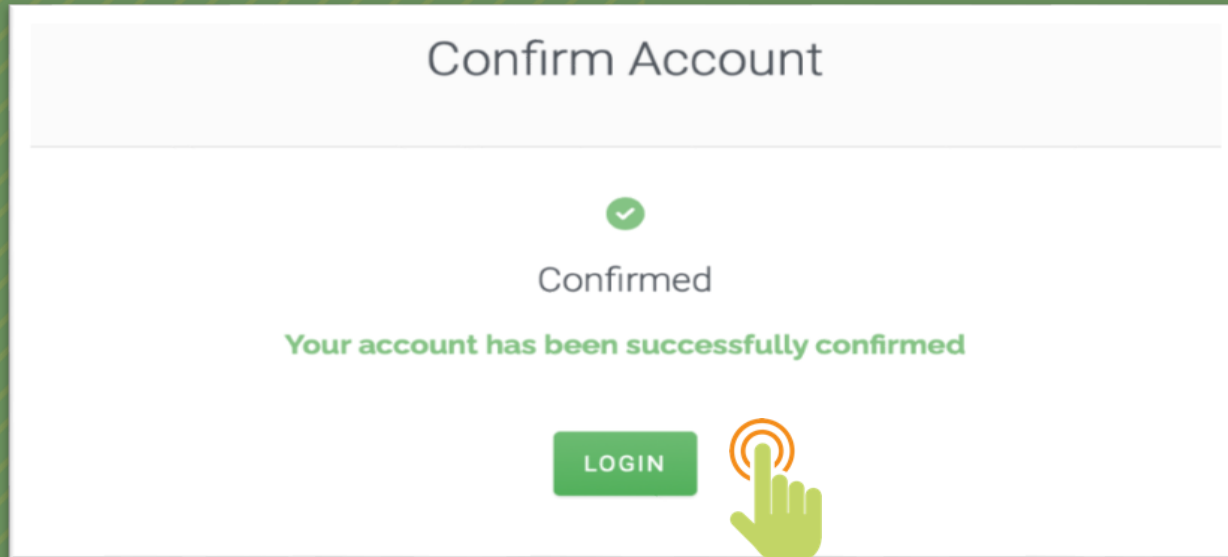 Confirm Account
Confirmed
Your account has been successfully confirmed
LOGIN